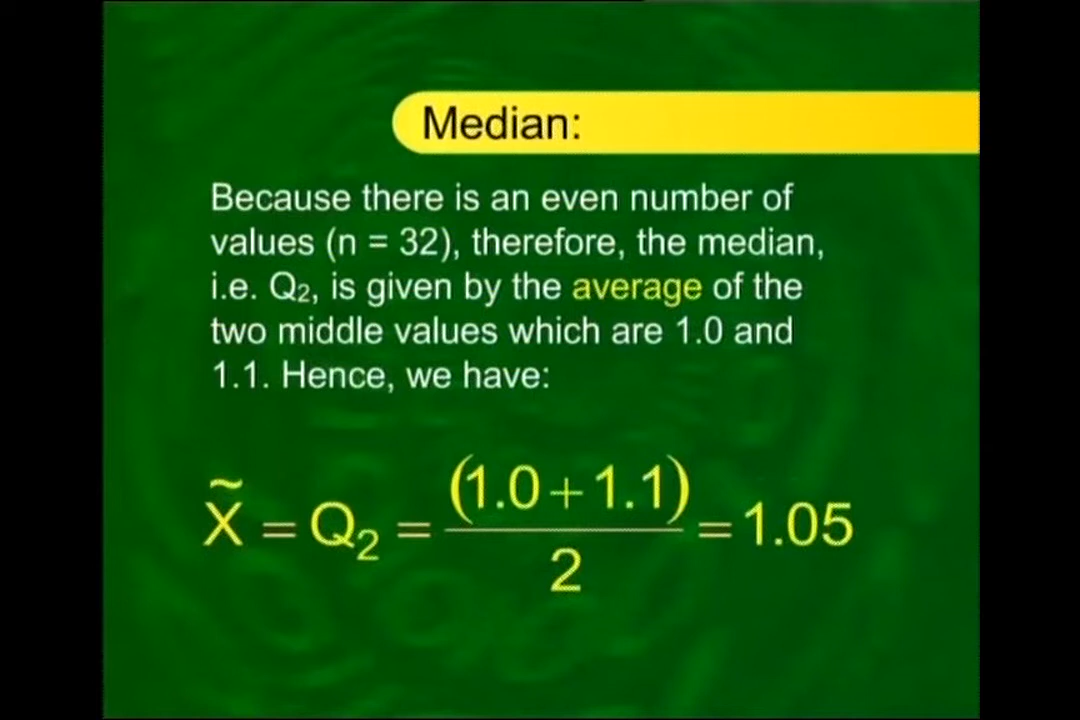 Median:
Because there is an even number of
values (n = 32), therefore, the median,
i.e. Q₂, is given by the average of the
two middle values which are 1.0 and
1.1. Hence, we have:
X̃ = Q₂ = (1.0+1.1)/2 = 1.05